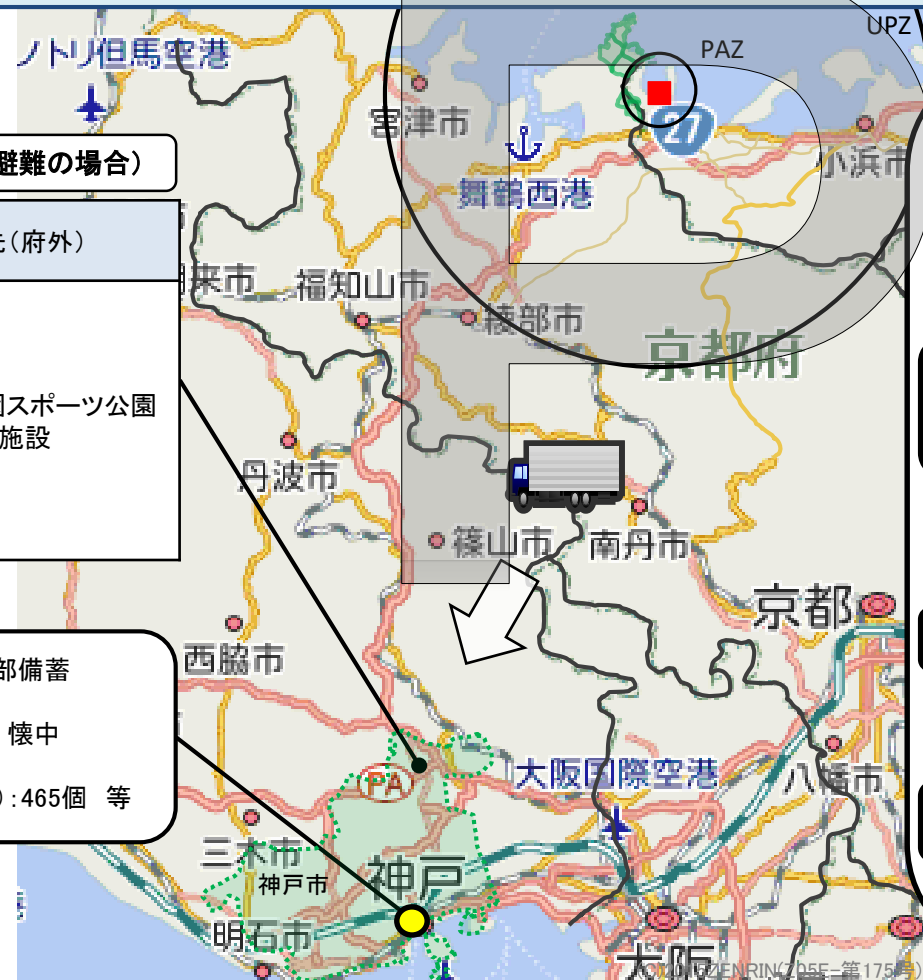 UPZ
PAZ
ノトリ但馬空港
宮津市
27
小浜市
避難の場合）
舞鶴西港
（府外）
来市
福知山市
綾部市
京都府
スポーツ公園
施設
丹波市
篠山市
南丹市
京都
部備蓄
西脇市
懐中
PA
大阪国際空港
八幡市
：465個 等
三木市
神戸市
神戸
明石市
大阪